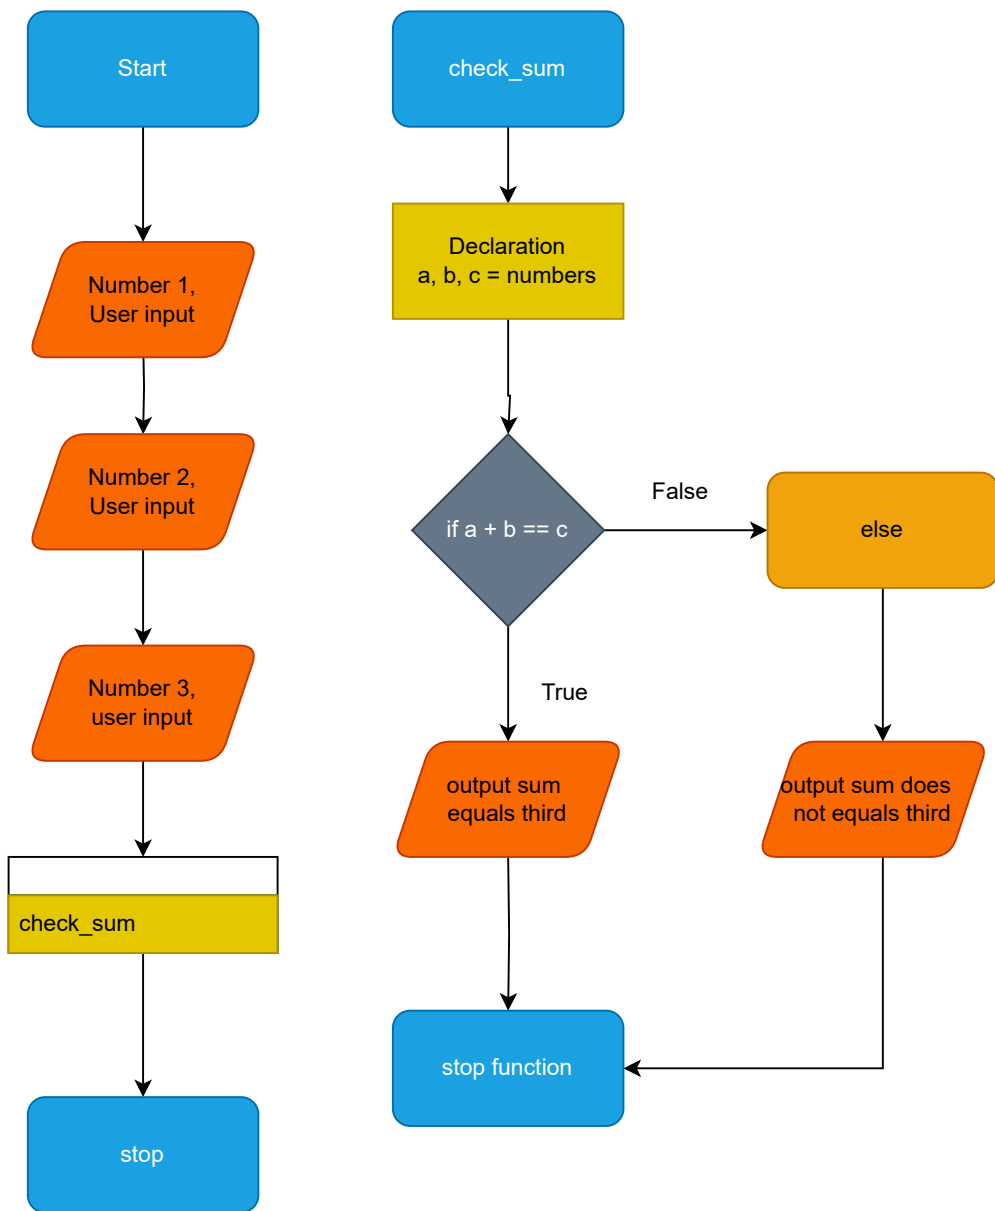 Start
Number 1,
User input
Number 2,
User input
Number 3,
user input
check_sum
stop
check_sum
Declaration
a, b, c = numbers
if a + b == c
False
else
True
output sum
equals third
output sum does
not equals third
stop function